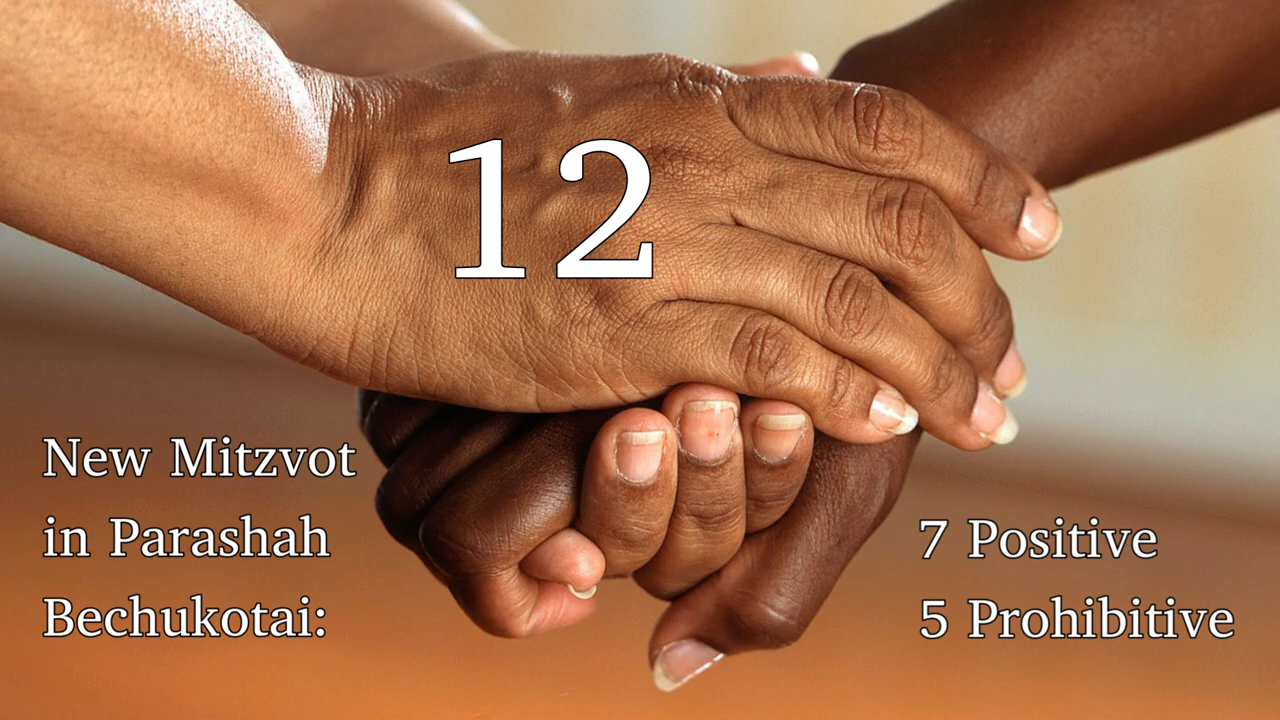 12
New Mitzvot
in Parashah
Bechukotai:
7 Positive
5 Prohibitive